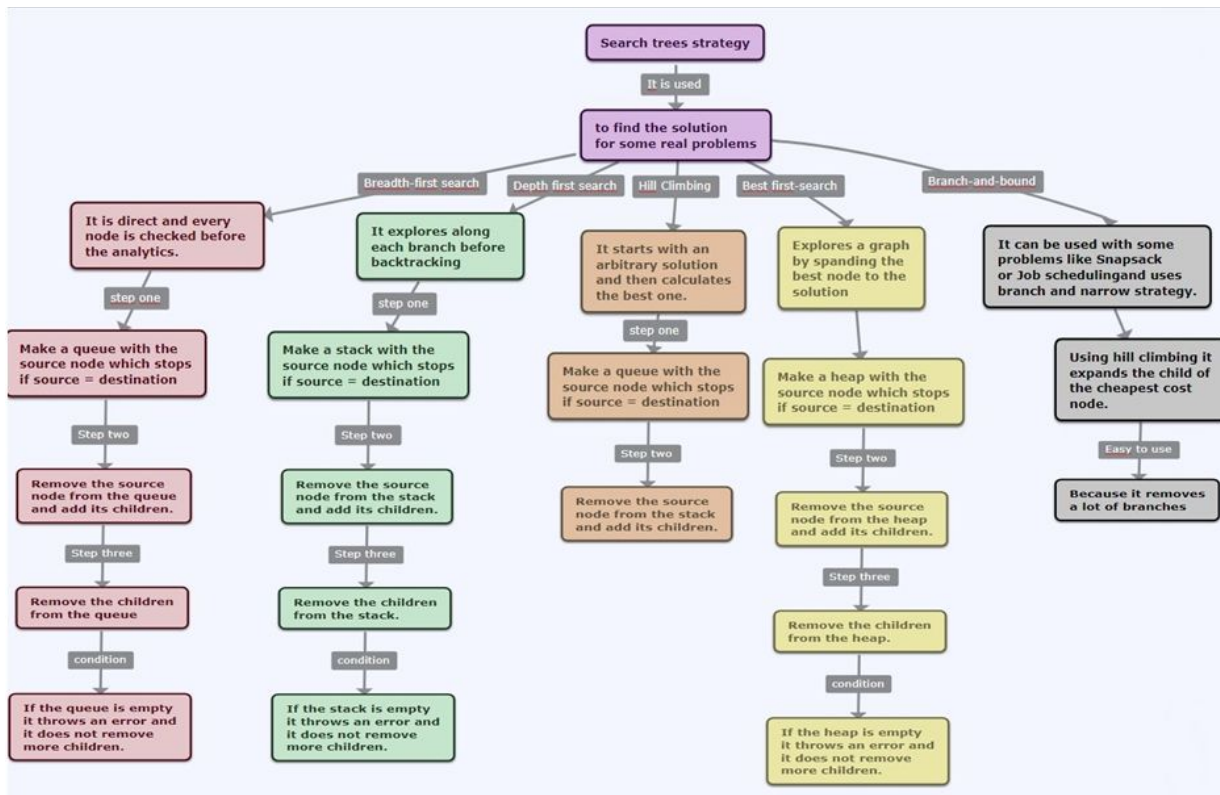 Search trees strategy
It is used
to find the solution
for some real problems
Breadth-first search
Depth first search
Hill Climbing
Best first-search
Branch-and-bound
It is direct and every
node is checked before
the analytics.
step one
Make a queue with the
source node which stops
if source = destination
Step two
Remove the source
node from the queue
and add its children.
Step three
Remove the children
from the queue
condition
If the queue is empty
it throws an error and
it does not remove
more children.
It explores along
each branch before
backtracking
step one
Make a stack with the
source node which stops
if source = destination
Step two
Remove the source
node from the stack
and add its children.
Step three
Remove the children
from the stack.
condition
If the stack is empty
it throws an error and
it does not remove
more children.
It starts with an
arbitrary solution
and then calculates
the best one.
step one
Make a queue with the
source node which stops
if source = destination
Step two
Remove the source
node from the stack
and add its children.
Explores a graph
by spanding the
best node to the
solution
Make a heap with the
source node which stops
if source = destination
Step two
Remove the source
node from the heap
and add its children.
Step three
Remove the children
from the heap.
condition
If the heap is empty
it throws an error and
it does not remove
more children.
It can be used with some
problems like Snapsack
or Job schedulingand uses
branch and narrow strategy.
Using hill climbing it
expands the child of
the cheapest cost
node.
Easy to use
Because it removes
a lot of branches